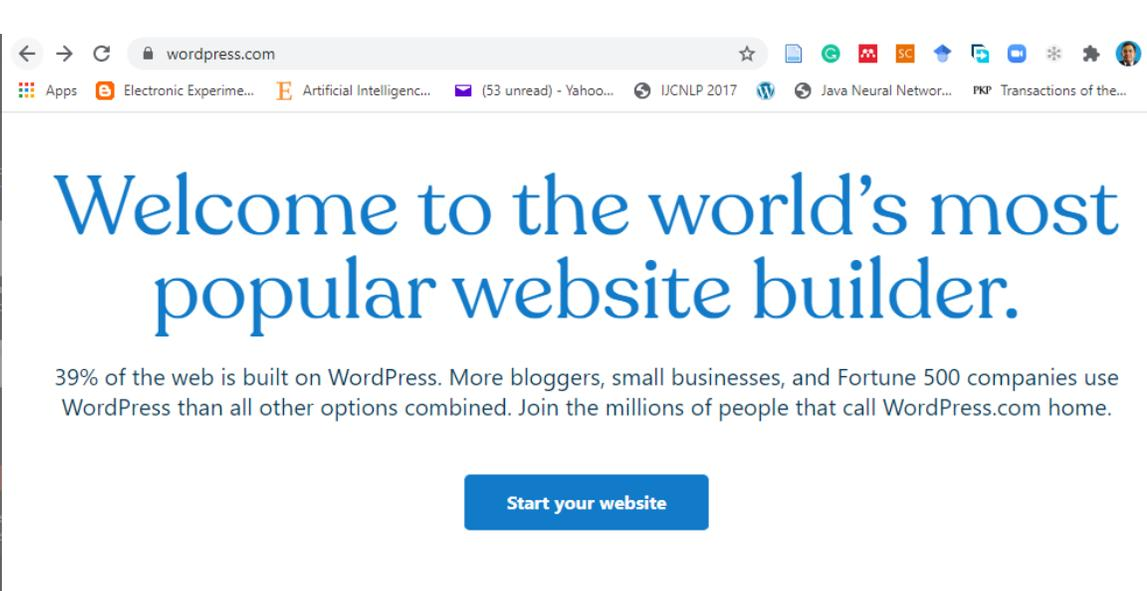 wordpress.com
SC
Apps
Electronic Experime...
Artificial Intelligenc...
(53 unread) - Yahoo...
IJCNLP 2017
Java Neural Networ...
PKP
Transactions of the...
Welcome to the world’s most
popular website builder.
39% of the web is built on WordPress. More bloggers, small businesses, and Fortune 500 companies use
WordPress than all other options combined. Join the millions of people that call WordPress.com home.
Start your website